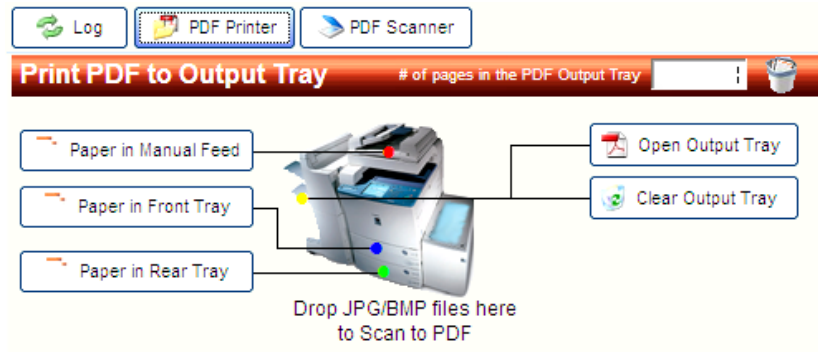 Log
PDF Printer
PDF Scanner
Print PDF to Output Tray
# of pages in the PDF Output Tray
Paper in Manual Feed
Open Output Tray
Paper in Front Tray
Clear Output Tray
Paper in Rear Tray
Drop JPG/BMP files here
to Scan to PDF